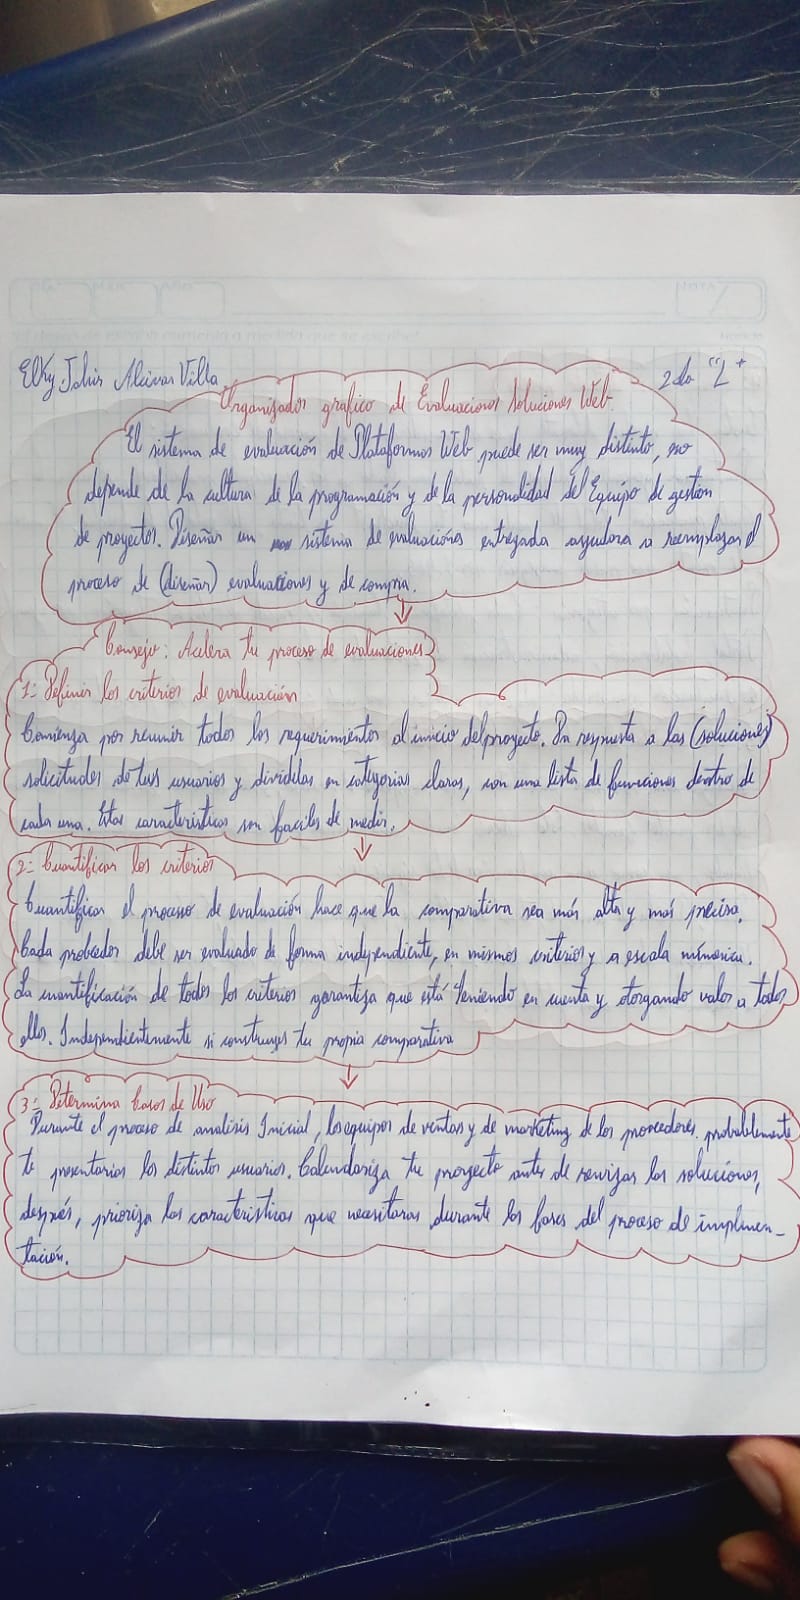 Elky Jahir Alcivar Villa 2do "L"
Organizador grafico de Evaluaciones Soluciones Web
El sistema de evaluación de Plataformas Web puede ser muy distinto, eso
depende de la cultura de la programación y de la personalidad del Equipo de gestion
de proyectos. Diseñar un sistema de evaluaciónes entregada ayudara a reemplazar el
proceso de (diseñar) evaluaciones y de compra.
Consejo: Acelera tu proceso de evaluaciones
1- Definir los criterios de evaluación
Comienza por reunir todos los requerimientos al inicio del proyecto. En respuesta a las (soluciones)
solicitudes de tus usuarios y dividelas en categorias claras, con una lista de funciones dentro de
cada una. Estas caracteristicas son faciles de medir.
2- Cuantificar los criterios
Cuantificar el proceso de evaluación hace que la comparativa sea más alta y más precisa.
Cada probeedor debe ser evaluado de forma independiente, en mismos criterios y a escala númerica.
La cuantificación de todos los criterios garantiza que está teniendo en cuenta y otorgando valor a todos
ellos. Independientemente si construyes tu propia comparativa
3- Determina Casos de Uso
Durante el proceso de analisis Inicial, los equipos de ventas y de marketing de los proveedores probablemente
te presentarias los distintos usuarios. Calendariza tu proyecto antes de revizar las soluciones,
después, prioriza las caracteristicas que necesitaras durante los fases del proceso de implemen-
tación.